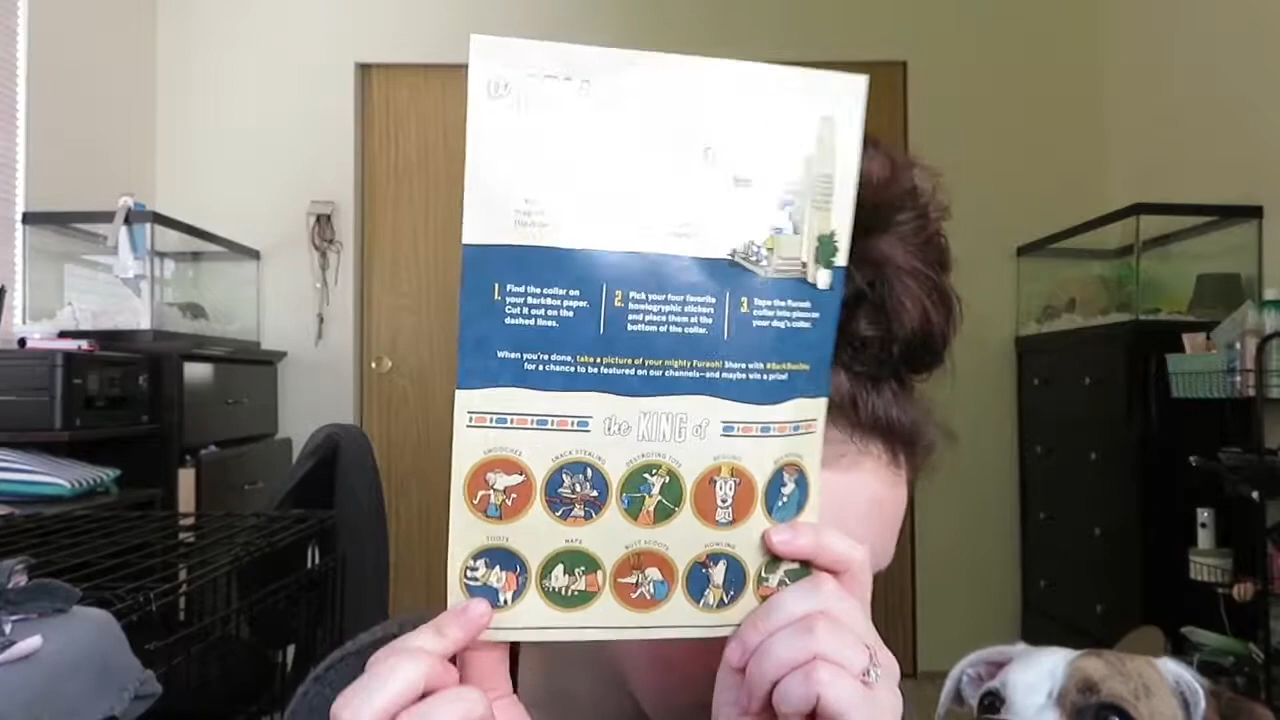 1. Find the collar on
your BarkBox paper.
Cut it out on the
dashed lines.
2. Pick your four favorite
howlogryphic stickers
and place them at the
bottom of the collar.
3. Tape the Furaoh
collar into place on
your dog's collar.
When you're done, take a picture of your mighty Furaoh! Share with #BarkBoxDay
for a chance to be featured on our channels—and maybe win a prize!
the KING of
SMOOCHES
SNACK STEALING
DESTROYING TOYS
BEGGING
TOOTS
NAPS
BUTT SCOOTS
HOWLING